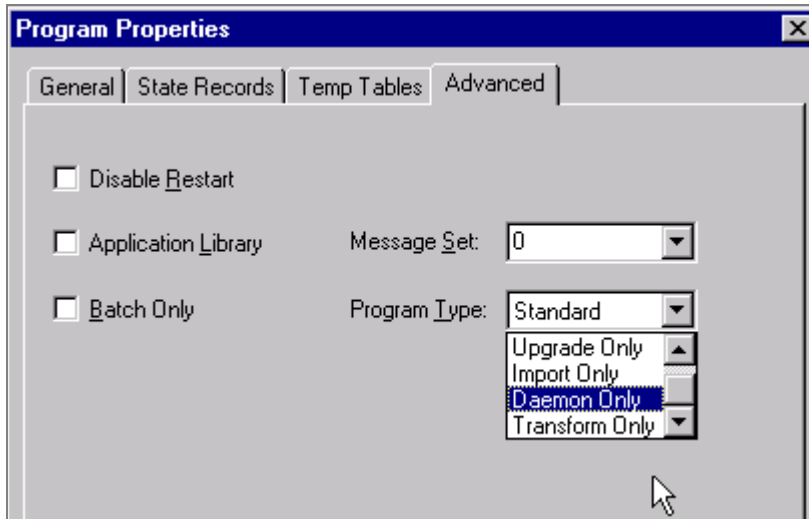 Program Properties
General State Records Temp Tables Advanced
Disable Restart
Application Library Message Set: 0
Batch Only Program Type: Standard
Upgrade Only
Import Only
Daemon Only
Transform Only